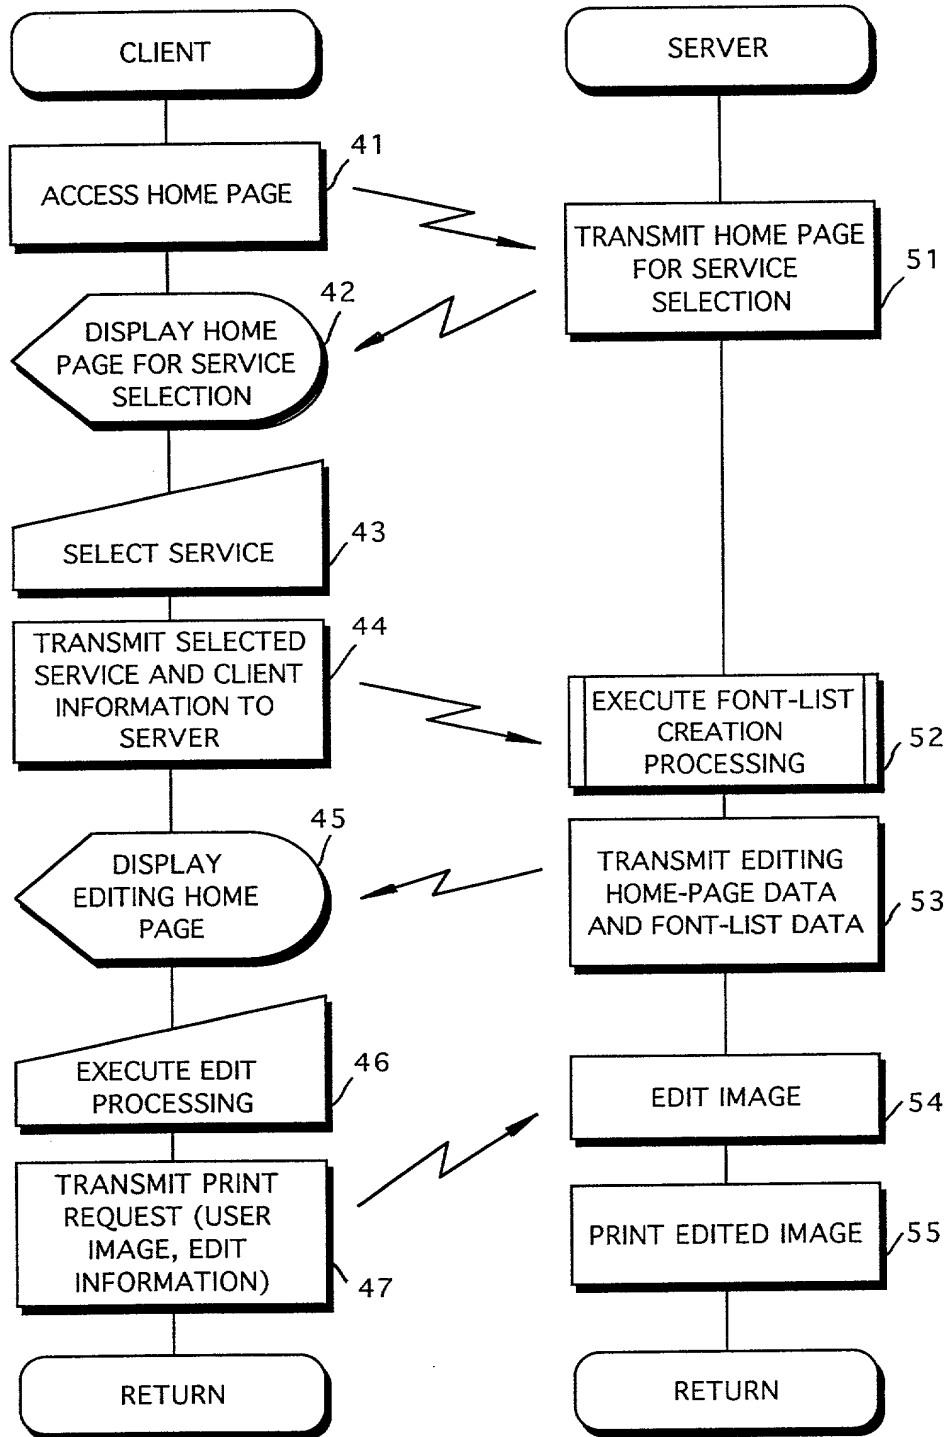 CLIENT
41
ACCESS HOME PAGE
42
DISPLAY HOME
PAGE FOR SERVICE
SELECTION
43
SELECT SERVICE
44
TRANSMIT SELECTED
SERVICE AND CLIENT
INFORMATION TO
SERVER
45
DISPLAY
EDITING HOME
PAGE
46
EXECUTE EDIT
PROCESSING
TRANSMIT PRINT
REQUEST (USER
IMAGE, EDIT
INFORMATION)
47
RETURN
SERVER
TRANSMIT HOME PAGE
FOR SERVICE
SELECTION
51
EXECUTE FONT-LIST
CREATION
PROCESSING
52
TRANSMIT EDITING
HOME-PAGE DATA
AND FONT-LIST DATA
53
EDIT IMAGE
54
PRINT EDITED IMAGE
55
RETURN